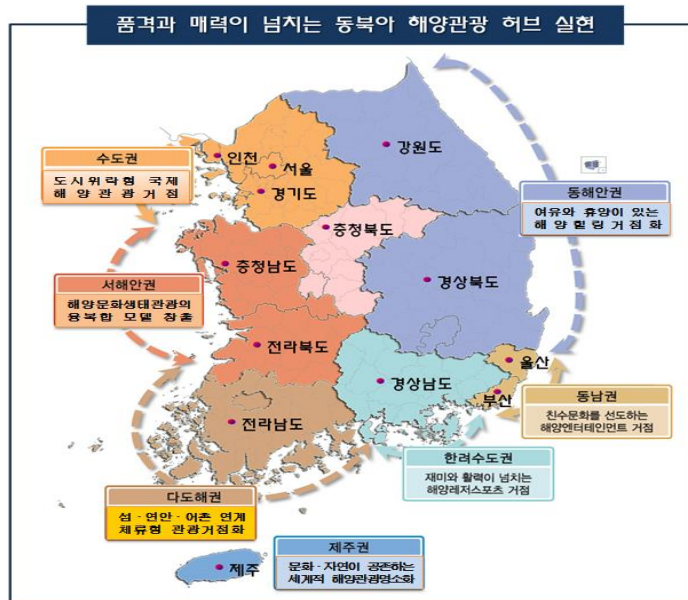 품격과 매력이 넘치는 동북아 해양관광 허브 실현
강원도
인천
서울
경기도
수도권
도시위락형 국제
해양관광거점
동해안권
여유와 휴양이 있는
해양힐링거점화
충청북도
충청남도
경상북도
서해안권
해양문화생태관광의
융복합 모델 창출
전라북도
울산
경상남도
부산
전라남도
동남권
친수문화를 선도하는
해양엔터테인먼트 거점
한려수도권
재미와 활력이 넘치는
해양레저스포츠 거점
다도해권
섬·연안·어촌 연계
체류형 관광거점화
제주권
문화·자연이 공존하는
세계적 해양관광명소화
제주